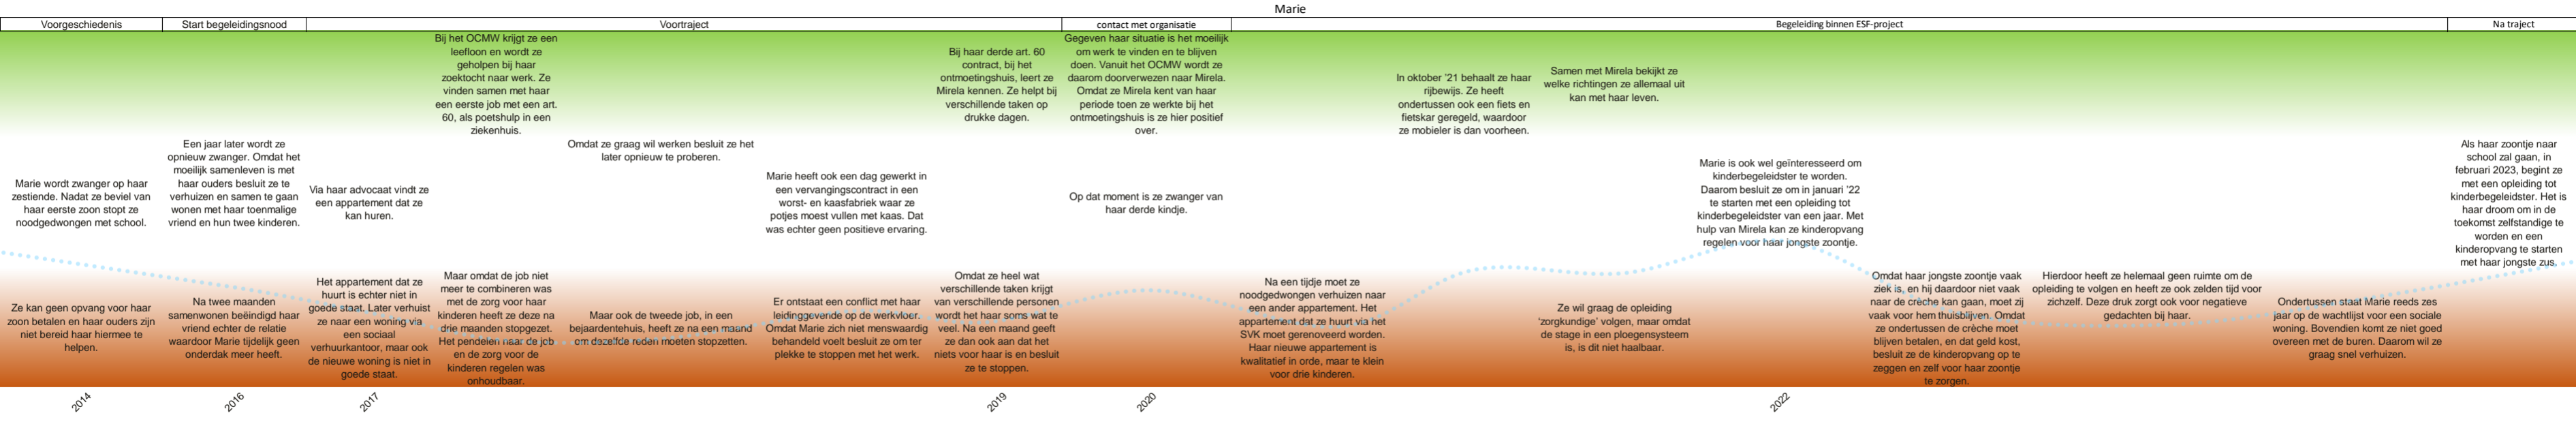 Marie
Voorgeschiedenis
Start begeleidingsnood
Voortraject
contact met organisatie
Begeleiding binnen ESF-project
Na traject
Marie wordt zwanger op haar
zestiende. Nadat ze beviel van
haar eerste zoon stopt ze
noodgedwongen met school.
Ze kan geen opvang voor haar
zoon betalen en haar ouders zijn
niet bereid haar hiermee te
helpen.
Een jaar later wordt ze
opnieuw zwanger. Omdat het
moeilijk samenleven is met
haar ouders besluit ze te
verhuizen en samen te gaan
wonen met haar toenmalige
vriend en hun twee kinderen.
Na twee maanden
samenwonen beëindigd haar
vriend echter de relatie
waardoor Marie tijdelijk geen
onderdak meer heeft.
Via haar advocaat vindt ze
een appartement dat ze
kan huren.
Het appartement dat ze
huurt is echter niet in
goede staat. Later verhuist
ze naar een woning via
een sociaal
verhuurkantoor, maar ook
de nieuwe woning is niet in
goede staat.
Bij het OCMW krijgt ze een
leefloon en wordt ze
geholpen bij haar
zoektocht naar werk. Ze
vinden samen met haar
een eerste job met een art.
60, als poetshulp in een
ziekenhuis.
Maar omdat de job niet
meer te combineren was
met de zorg voor haar
kinderen heeft ze deze na
drie maanden stopgezet.
Het pendelen naar de job
en de zorg voor de
kinderen regelen was
onhoudbaar.
Omdat ze graag wil werken besluit ze het
later opnieuw te proberen.
Maar ook de tweede job, in een
bejaardentehuis, heeft ze na een maand
om dezelfde reden moeten stopzetten.
Marie heeft ook een dag gewerkt in
een vervangingscontract in een
worst- en kaasfabriek waar ze
potjes moest vullen met kaas. Dat
was echter geen positieve ervaring.
Er ontstaat een conflict met haar
leidinggevende op de werkvloer.
Omdat Marie zich niet menswaardig
behandeld voelt besluit ze om ter
plekke te stoppen met het werk.
Bij haar derde art. 60
contract, bij het
ontmoetingshuis, leert ze
Mirela kennen. Ze helpt bij
verschillende taken op
drukke dagen.
Omdat ze heel wat
verschillende taken krijgt
van verschillende personen
wordt het haar soms wat te
veel. Na een maand geeft
ze dan ook aan dat het
niets voor haar is en besluit
ze te stoppen.
Gegeven haar situatie is het moeilijk
om werk te vinden en te blijven
doen. Vanuit het OCMW wordt ze
daarom doorverwezen naar Mirela.
Omdat ze Mirela kent van haar
periode toen ze werkte bij het
ontmoetingshuis is ze hier positief
over.
Op dat moment is ze zwanger van
haar derde kindje.
Na een tijdje moet ze
noodgedwongen verhuizen naar
een ander appartement. Het
appartement dat ze huurt via het
SVK moet gerenoveerd worden.
Haar nieuwe appartement is
kwalitatief in orde, maar te klein
voor drie kinderen.
In oktober '21 behaalt ze haar
rijbewijs. Ze heeft
ondertussen ook een fiets en
fietskar geregeld, waardoor
ze mobieler is dan voorheen.
Samen met Mirela bekijkt ze
welke richtingen ze allemaal uit
kan met haar leven.
Ze wil graag de opleiding
'zorgkundige' volgen, maar omdat
de stage in een ploegensysteem
is, is dit niet haalbaar.
Marie is ook wel geïnteresseerd om
kinderbegeleidster te worden.
Daarom besluit ze om in januari '22
te starten met een opleiding tot
kinderbegeleidster van een jaar. Met
hulp van Mirela kan ze kinderopvang
regelen voor haar jongste zoontje.
Omdat haar jongste zoontje vaak
ziek is, en hij daardoor niet vaak
naar de crèche kan gaan, moet zij
vaak voor hem thuisblijven. Omdat
ze ondertussen de crèche moet
blijven betalen, en dat geld kost,
besluit ze de kinderopvang op te
zeggen en zelf voor haar zoontje
te zorgen.
Hierdoor heeft ze helemaal geen ruimte om de
opleiding te volgen en heeft ze ook zelden tijd voor
zichzelf. Deze druk zorgt ook voor negatieve
gedachten bij haar.
Ondertussen staat Marie reeds zes
jaar op de wachtlijst voor een sociale
woning. Bovendien komt ze niet goed
overeen met de buren. Daarom wil ze
graag snel verhuizen.
Als haar zoontje naar
school zal gaan, in
februari 2023, begint ze
met een opleiding tot
kinderbegeleidster. Het is
haar droom om in de
toekomst zelfstandige te
worden en een
kinderopvang te starten
met haar jongste zus.
2014
2016
2017
2019
2020
2022